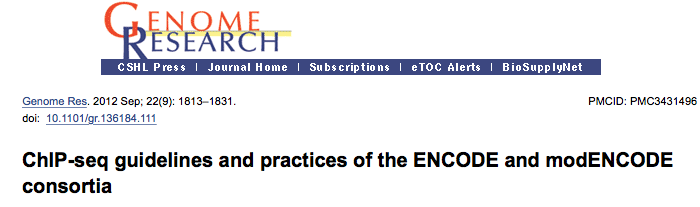 GENOME
RESEARCH
CSHL Press | Journal Home | Subscriptions | eTOC Alerts | BioSupplyNet
Genome Res. 2012 Sep; 22(9): 1813–1831. PMCID: PMC3431496
doi: 10.1101/gr.136184.111
ChIP-seq guidelines and practices of the ENCODE and modENCODE
consortia